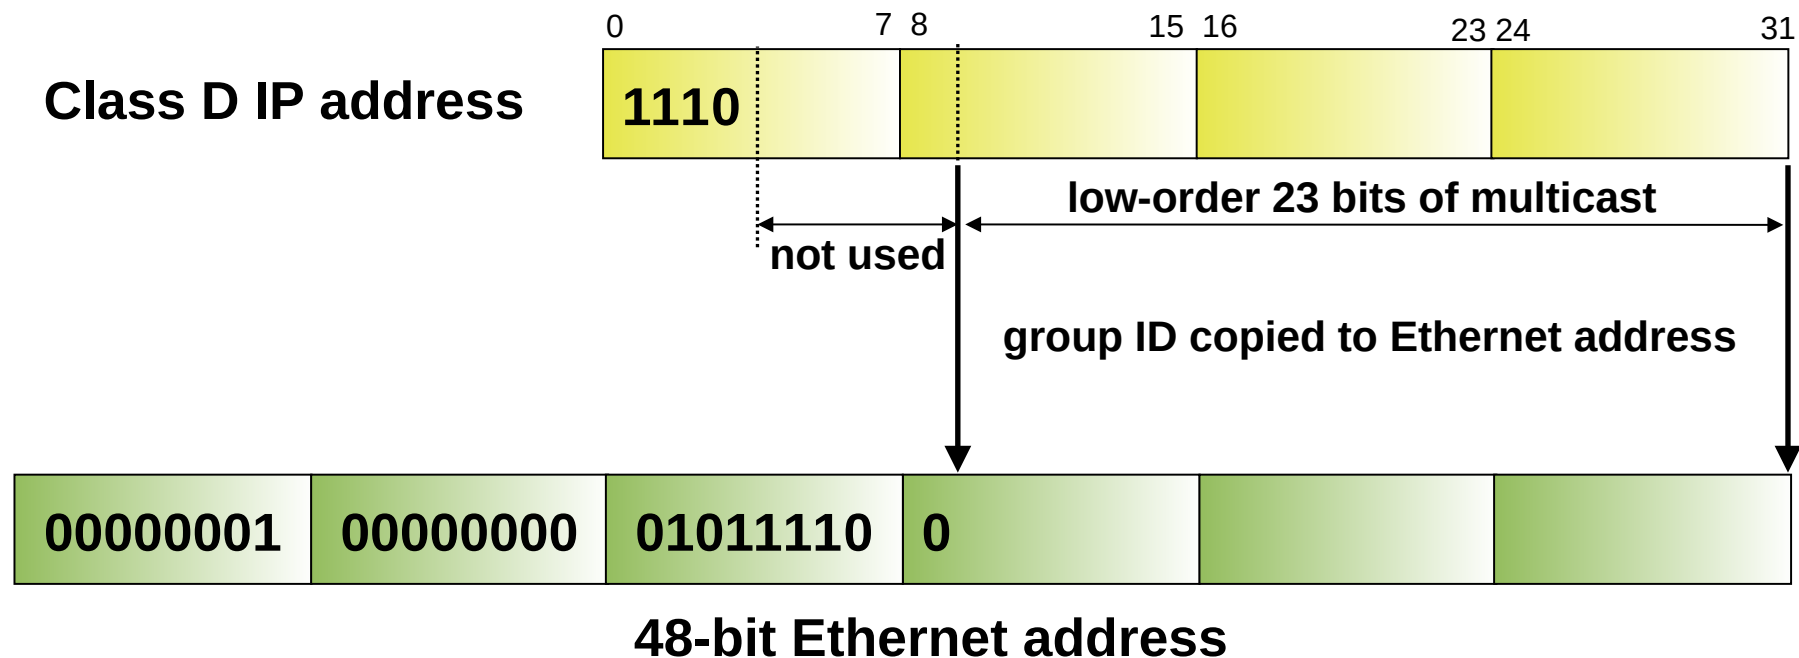 0 7 8 15 16 23 24 31
Class D IP address 1110
low-order 23 bits of multicast
not used
group ID copied to Ethernet address
00000001 00000000 01011110 0
48-bit Ethernet address